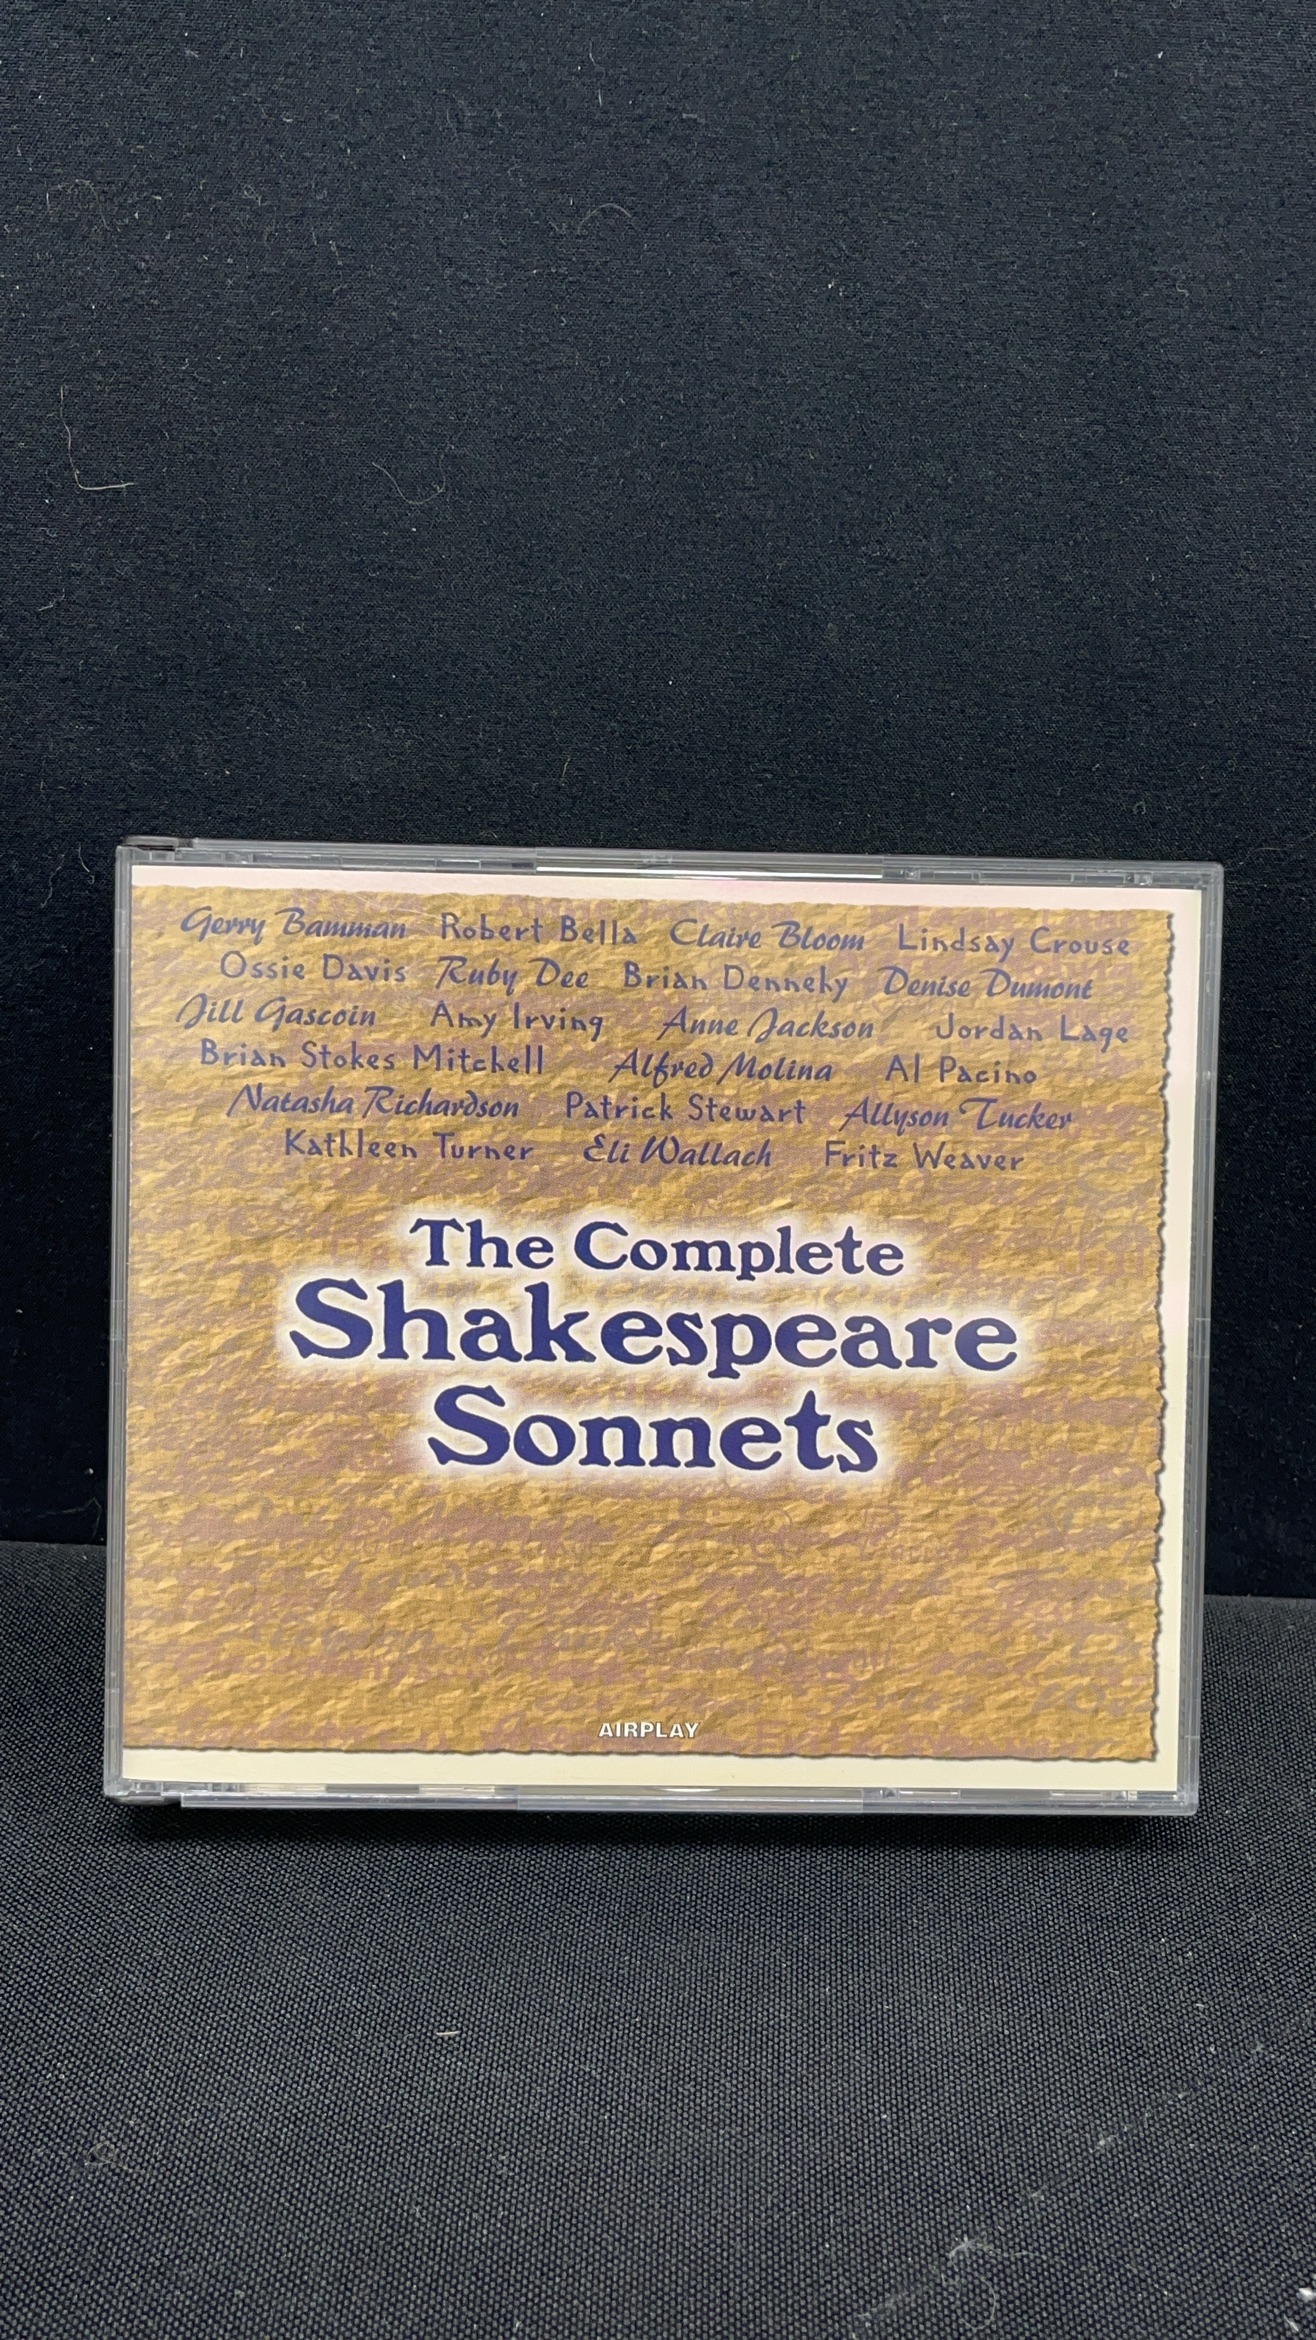 Gerry Bamman Robert Bella Claire Bloom Lindsay Crouse
Ossie Davis Ruby Dee Brian Dennehy Denise Dumont
Jill Gascoin Amy Irving Anne Jackson Jordan Lage
Brian Stokes Mitchell Alfred Molina Al Pacino
Natasha Richardson Patrick Stewart Allyson Tucker
Kathleen Turner Eli Wallach Fritz Weaver
The Complete
Shakespeare
Sonnets
AIRPLAY